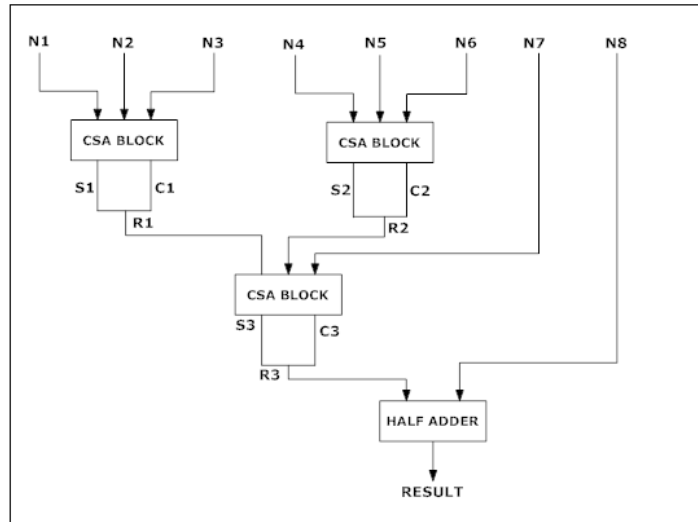 N1 N2 N3 N4 N5 N6 N7 N8
CSA BLOCK CSA BLOCK
S1 C1 S2 C2
R1 R2
CSA BLOCK
S3 C3
R3
HALF ADDER
RESULT